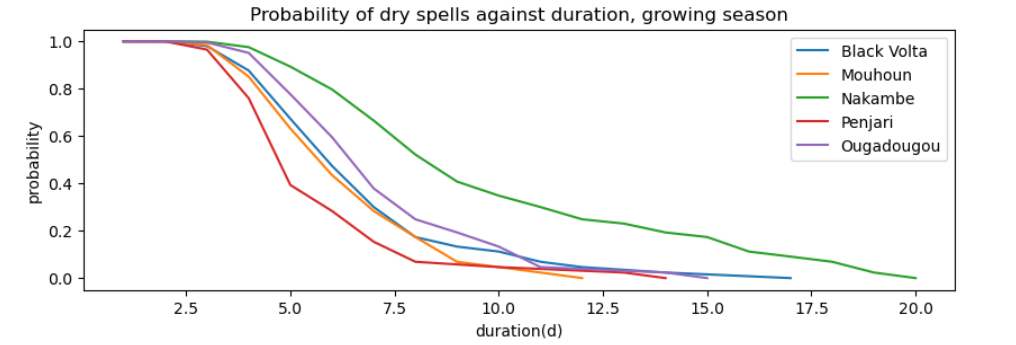 Probability of dry spells against duration, growing season
probability
1.0
0.8
0.6
0.4
0.2
0.0
Black Volta
Mouhoun
Nakambe
Penjari
Ougadougou
2.5 5.0 7.5 10.0 12.5 15.0 17.5 20.0
duration(d)